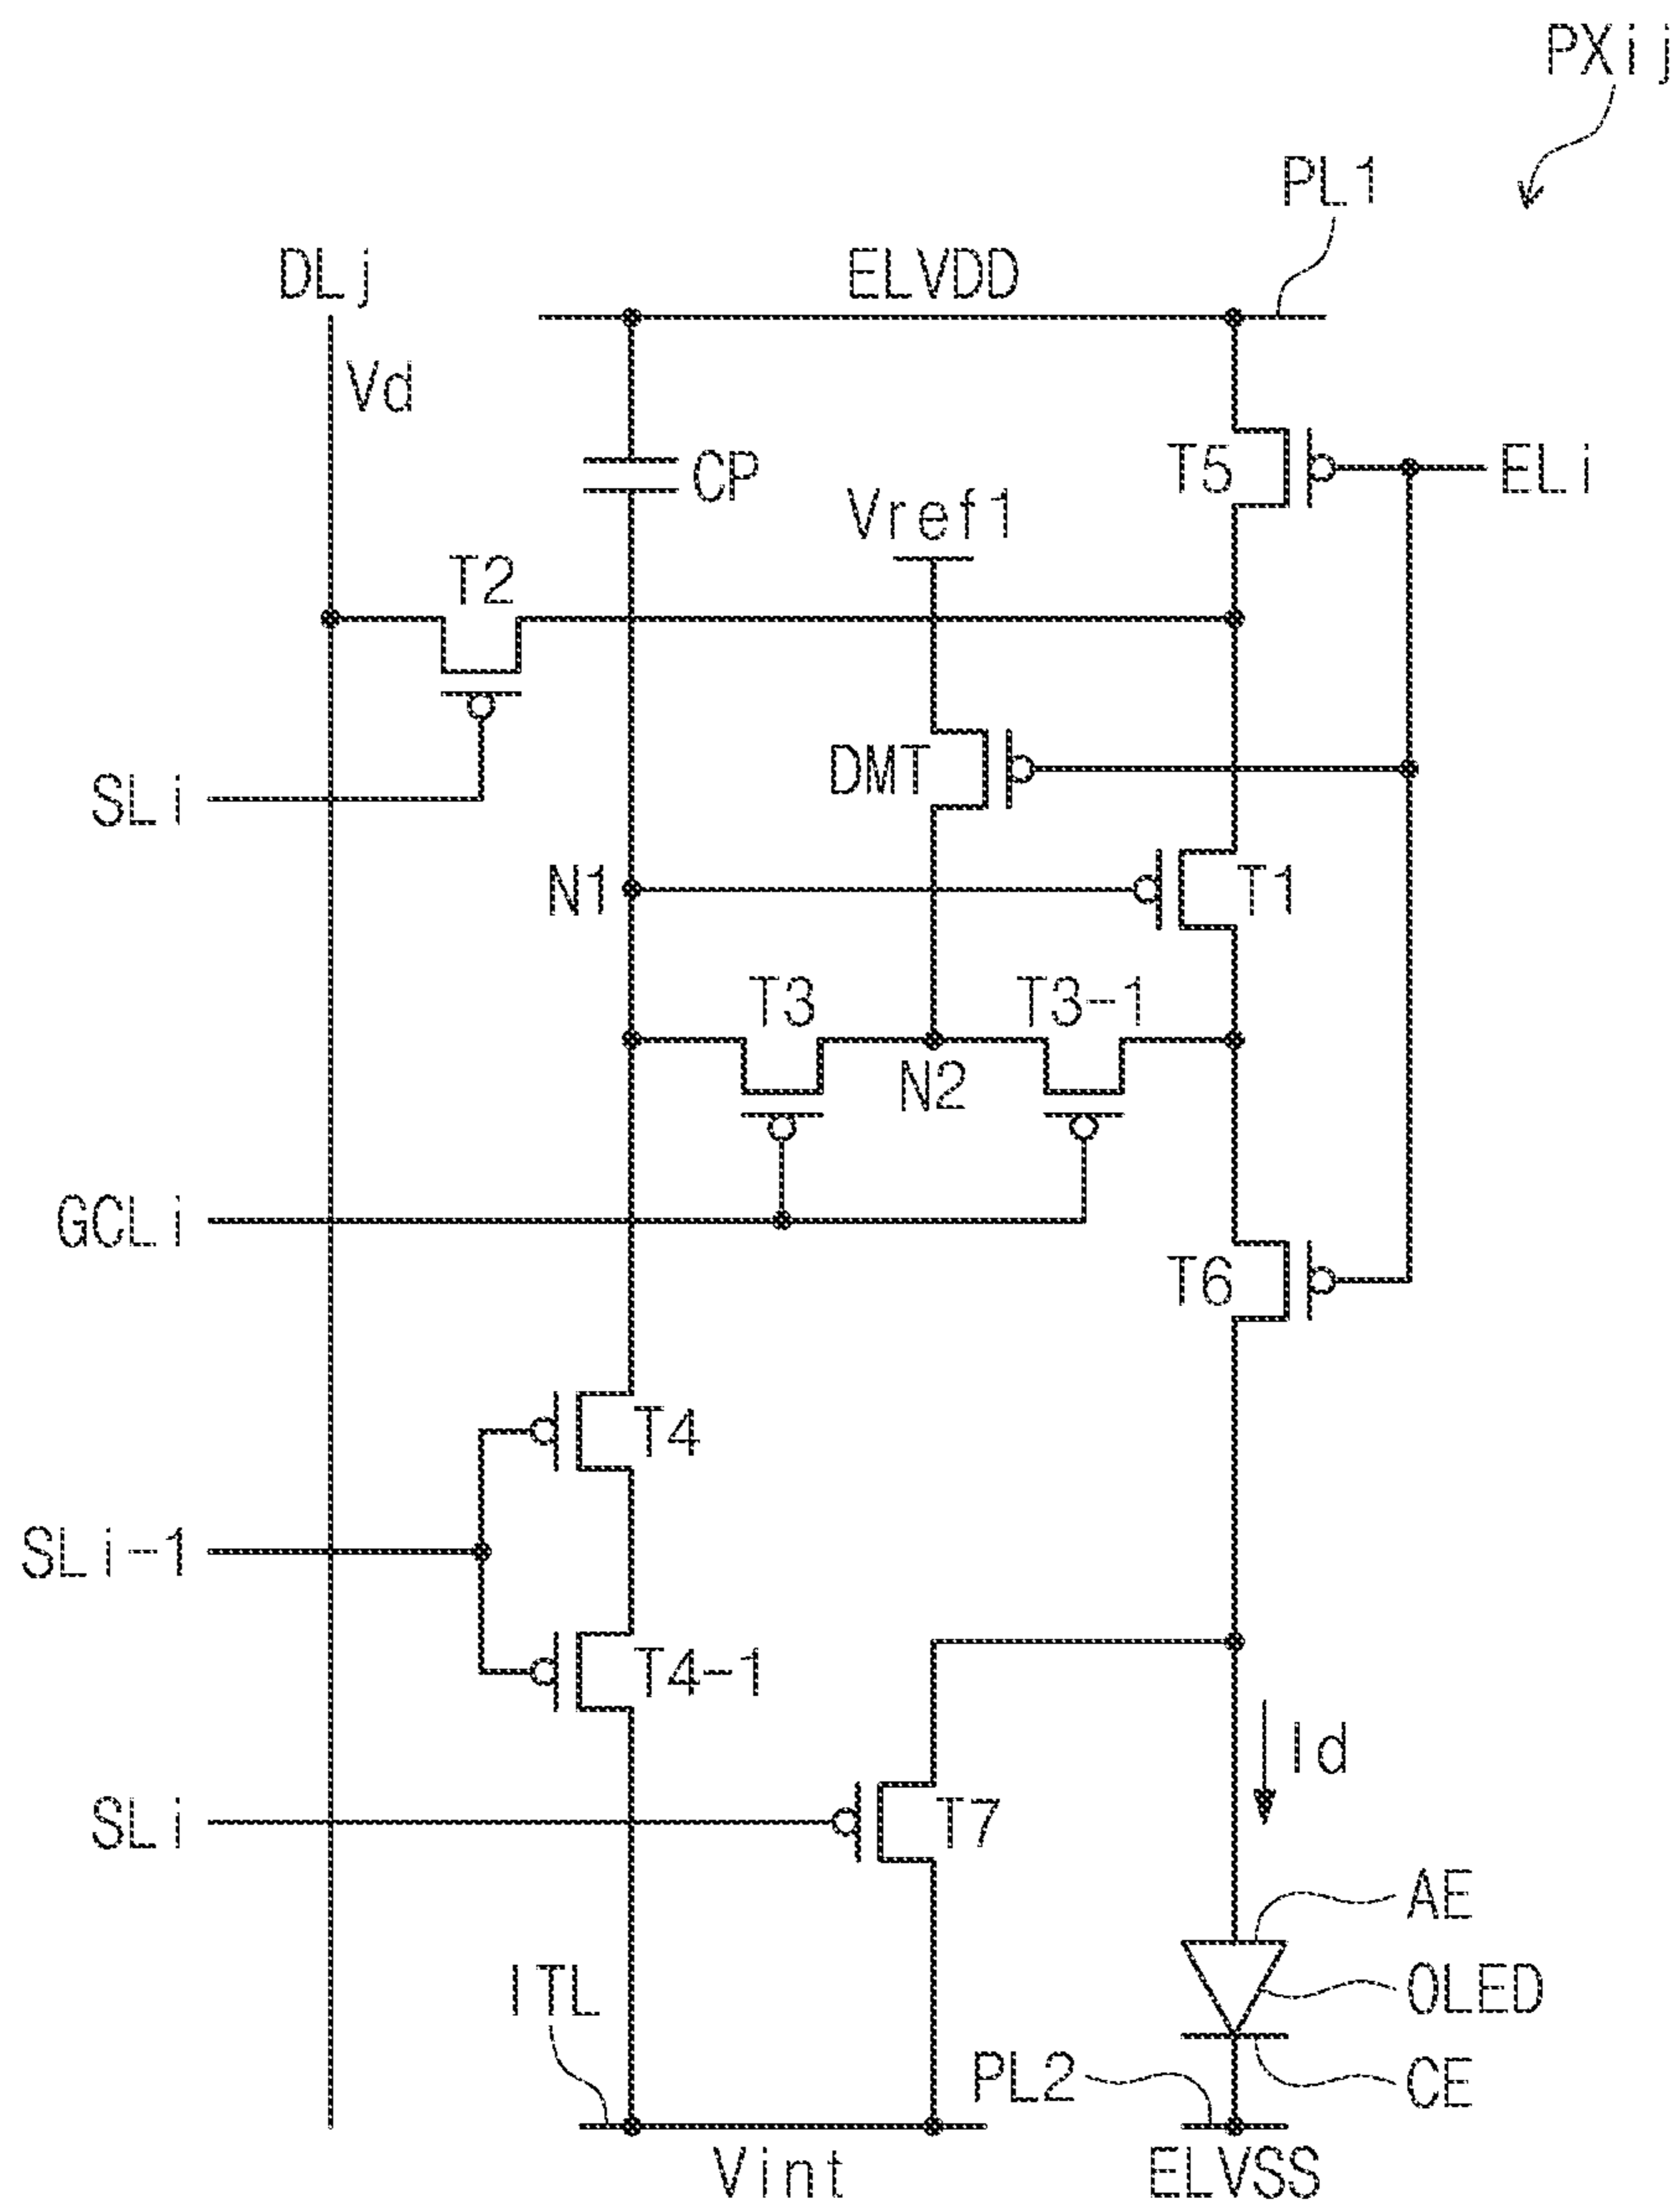 PXij
PL1
DLj
ELVDD
Vd
T5
ELi
CP
Vref1
T2
DMT
SLi
N1
T1
T3
T3-1
N2
GCLi
T6
T4
SLi-1
T4-1
Id
SLi
T7
AE
ITL
OLED
PL2
CE
Vint
ELVSS